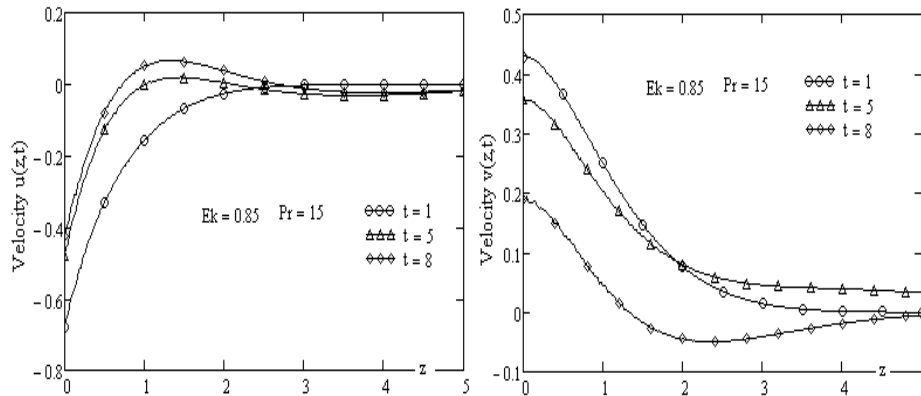 0.2
0
−0.2
−0.4
−0.6
−0.8
Velocity u(z,t)
Ek = 0.85 Pr = 15
t = 1
t = 5
t = 8
0 1 2 3 4 z 5
0.5
0.4
0.3
0.2
0.1
0
−0.1
Velocity v(z,t)
Ek = 0.85 Pr = 15
t = 1
t = 5
t = 8
0 1 2 3 4 z